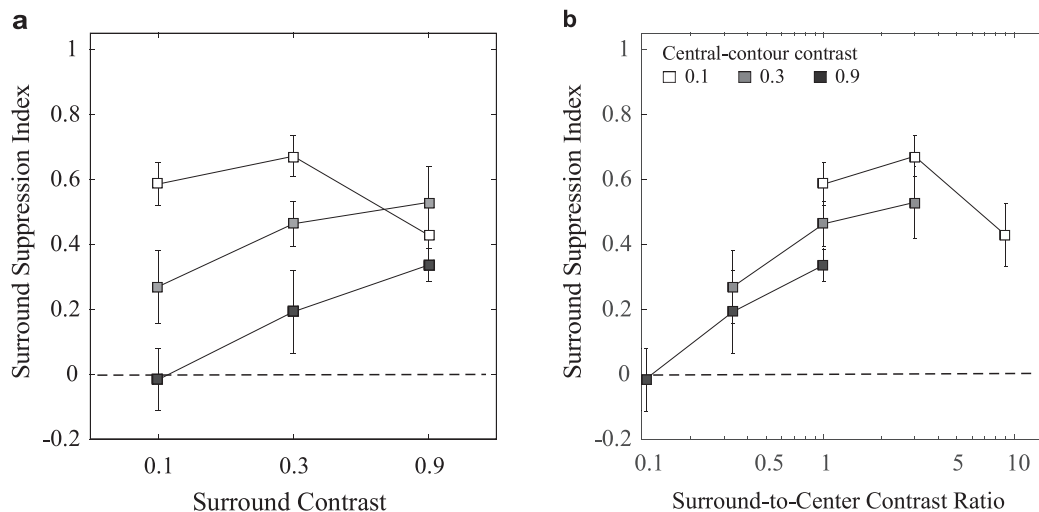 a
Surround Suppression Index
1
0.8
0.6
0.4
0.2
0
-0.2
0.1 0.3 0.9
Surround Contrast
b
Surround Suppression Index
1
0.8
0.6
0.4
0.2
0
-0.2
Central-contour contrast
0.1 0.3 0.9
0.1 0.5 1 5 10
Surround-to-Center Contrast Ratio